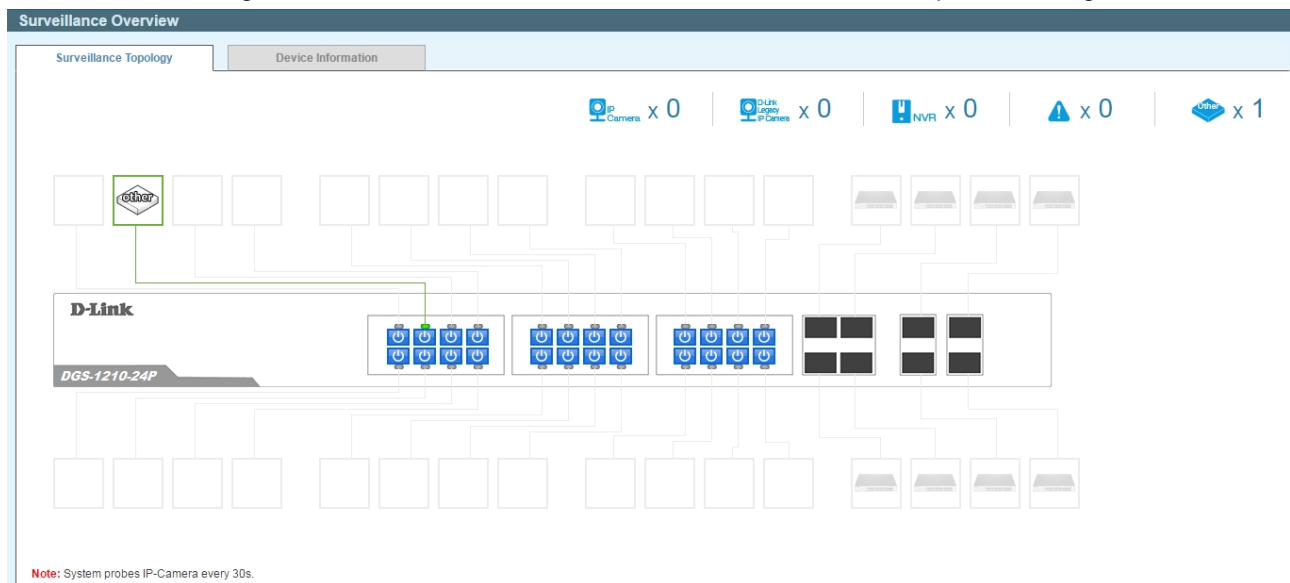 Surveillance Overview
Surveillance Topology
Device Information
IP Camera x 0
D-Link Legacy IP Camera x 0
NVR x 0
x 0
Other x 1
other
D-Link
DGS-1210-24P
Note: System probes IP-Camera every 30s.